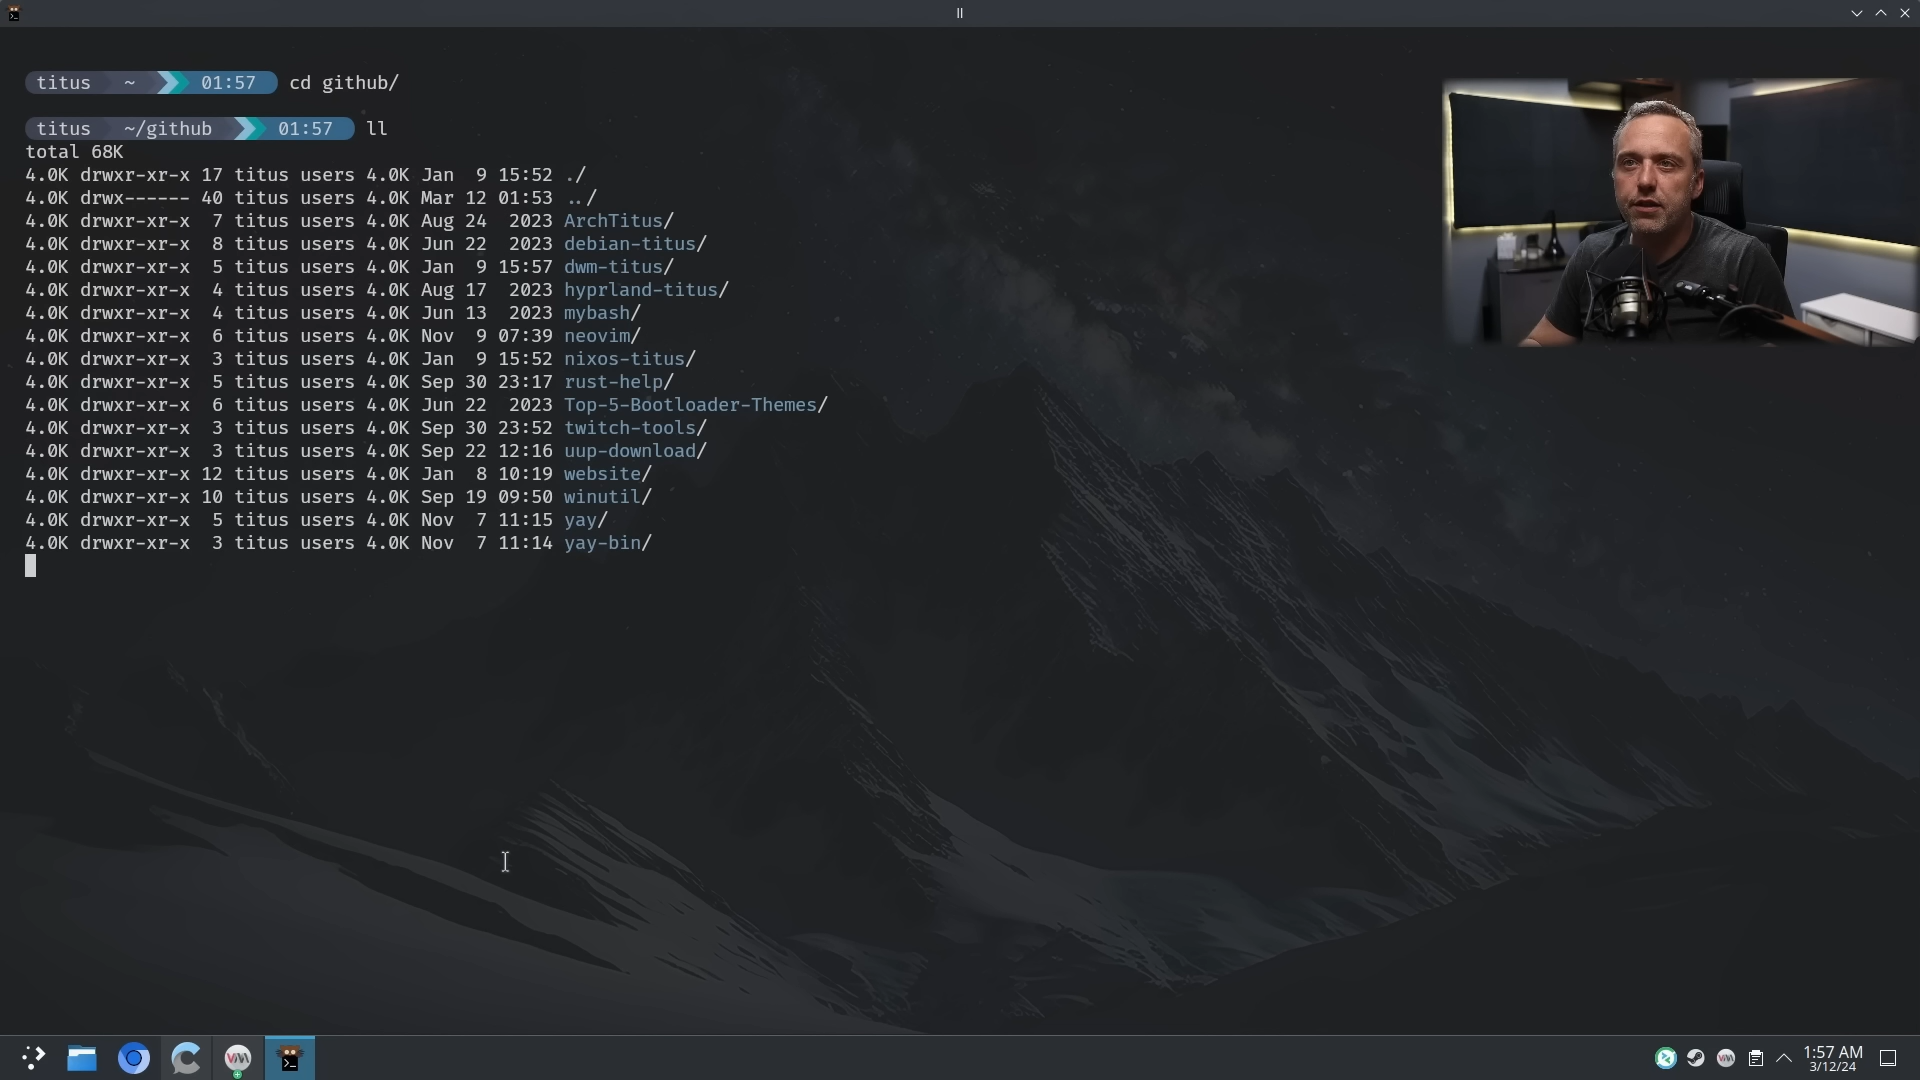 ll
titus ~ 01:57 cd github/
titus ~/github 01:57 ll
total 68K
4.0K drwxr-xr-x 17 titus users 4.0K Jan  9 15:52 ./
4.0K drwx------ 40 titus users 4.0K Mar 12 01:53 ../
4.0K drwxr-xr-x  7 titus users 4.0K Aug 24  2023 ArchTitus/
4.0K drwxr-xr-x  8 titus users 4.0K Jun 22  2023 debian-titus/
4.0K drwxr-xr-x  5 titus users 4.0K Jan  9 15:57 dwm-titus/
4.0K drwxr-xr-x  4 titus users 4.0K Aug 17  2023 hyprland-titus/
4.0K drwxr-xr-x  4 titus users 4.0K Jun 13  2023 mybash/
4.0K drwxr-xr-x  6 titus users 4.0K Nov  9 07:39 neovim/
4.0K drwxr-xr-x  3 titus users 4.0K Jan  9 15:52 nixos-titus/
4.0K drwxr-xr-x  5 titus users 4.0K Sep 30 23:17 rust-help/
4.0K drwxr-xr-x  6 titus users 4.0K Jun 22  2023 Top-5-Bootloader-Themes/
4.0K drwxr-xr-x  3 titus users 4.0K Sep 30 23:52 twitch-tools/
4.0K drwxr-xr-x  3 titus users 4.0K Sep 22 12:16 uup-download/
4.0K drwxr-xr-x 12 titus users 4.0K Jan  8 10:19 website/
4.0K drwxr-xr-x 10 titus users 4.0K Sep 19 09:50 winutil/
4.0K drwxr-xr-x  5 titus users 4.0K Nov  7 11:15 yay/
4.0K drwxr-xr-x  3 titus users 4.0K Nov  7 11:14 yay-bin/
1:57 AM
3/12/24